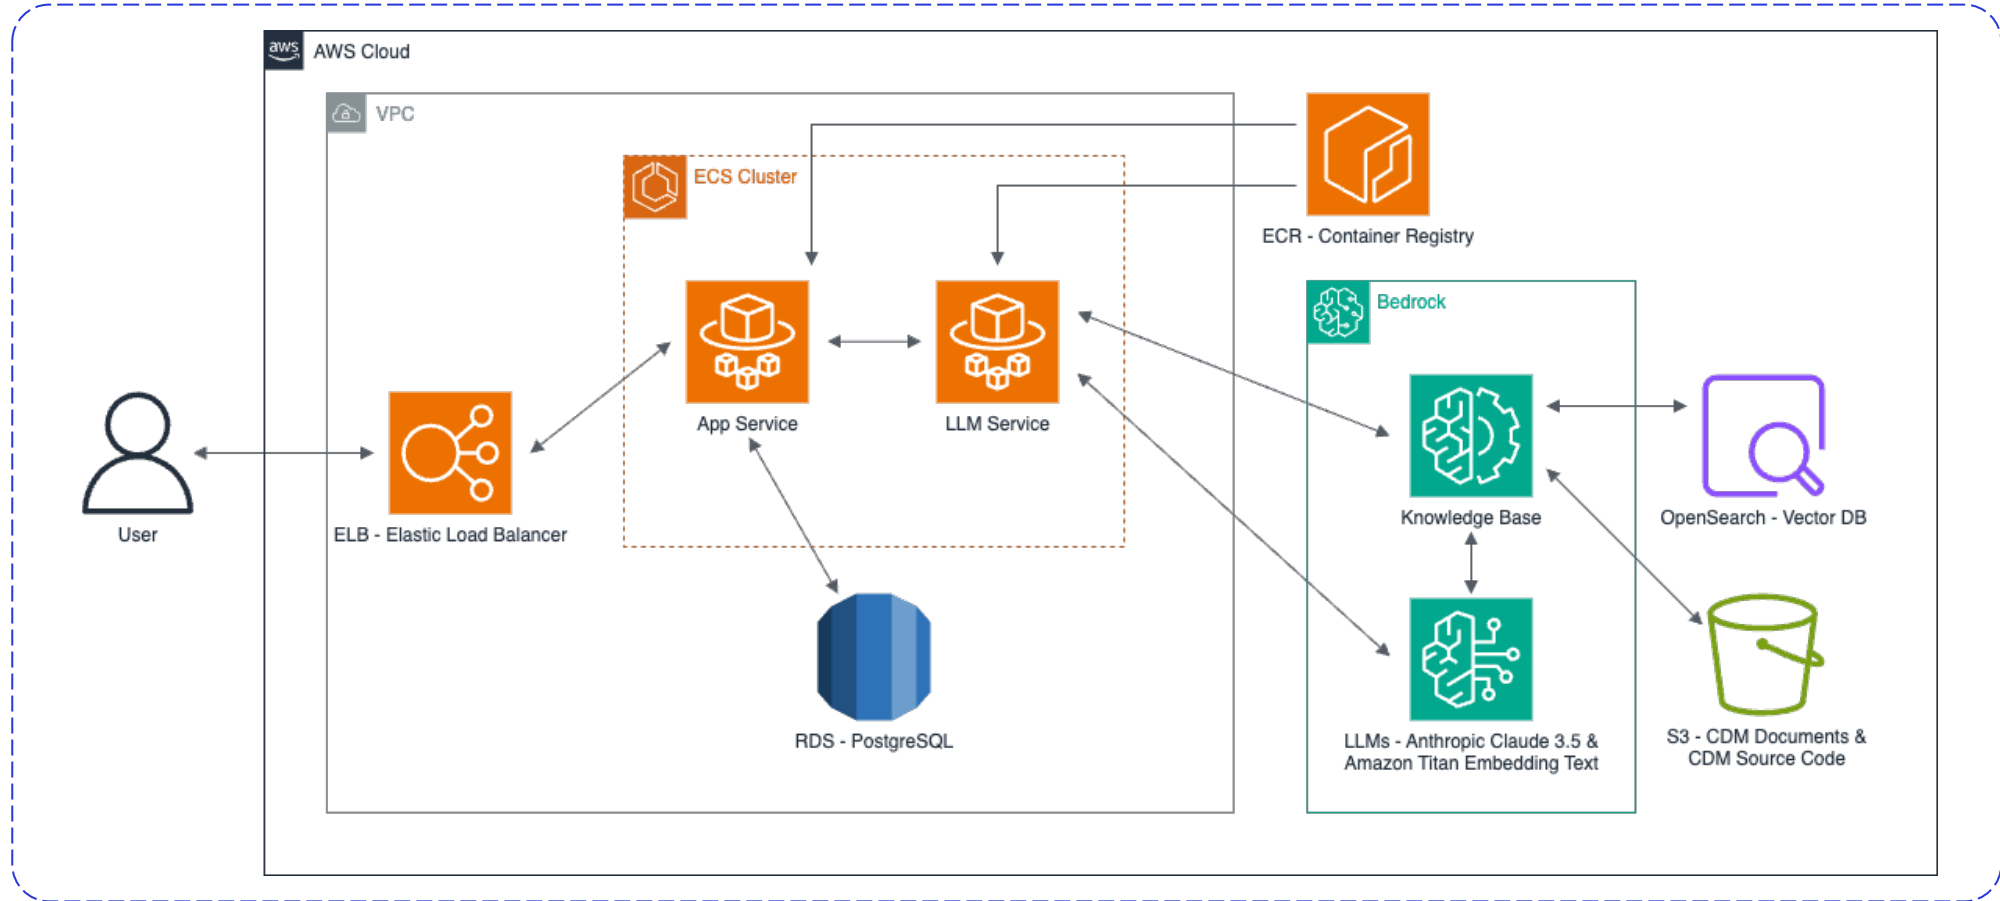 aws
AWS Cloud
VPC
ECS Cluster
ECR - Container Registry
Bedrock
App Service
LLM Service
User
ELB - Elastic Load Balancer
Knowledge Base
OpenSearch - Vector DB
RDS - PostgreSQL
LLMs - Anthropic Claude 3.5 &
Amazon Titan Embedding Text
S3 - CDM Documents &
CDM Source Code